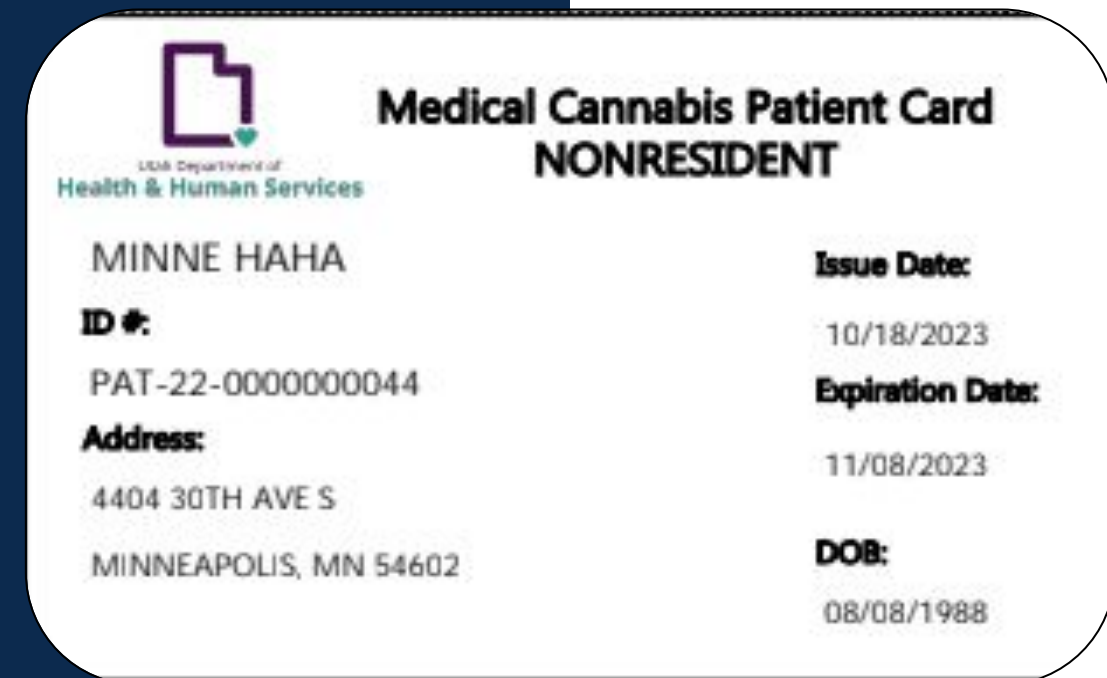 Medical Cannabis Patient Card
NONRESIDENT
Utah Department of
Health & Human Services
MINNE HAHA
ID #:
PAT-22-0000000044
Address:
4404 30TH AVE S
MINNEAPOLIS, MN 54602
Issue Date:
10/18/2023
Expiration Date:
11/08/2023
DOB:
08/08/1988